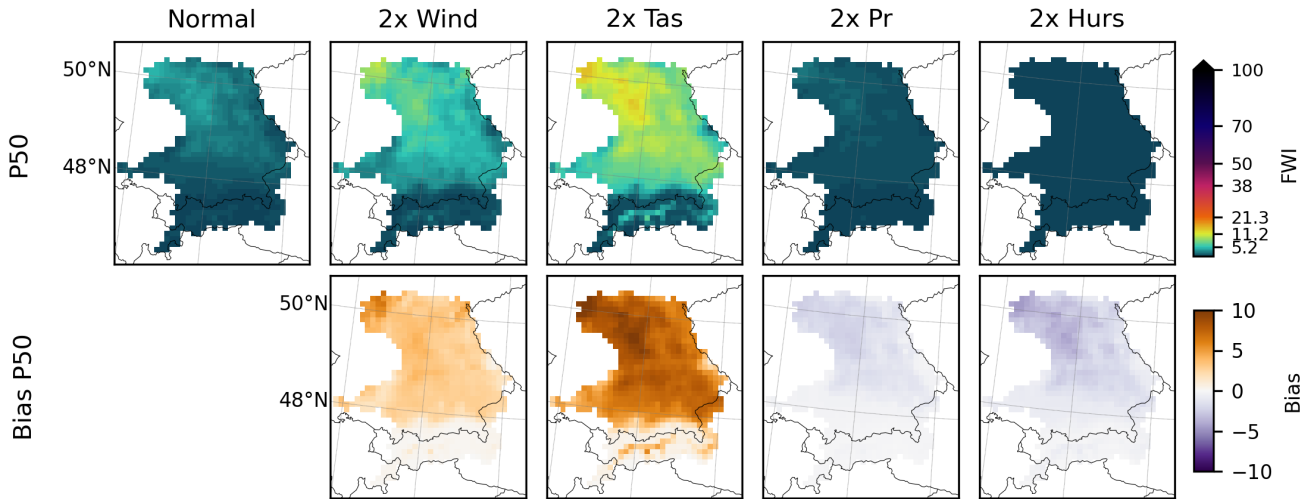 Normal
2x Wind
2x Tas
2x Pr
2x Hurs
P50
50°N
48°N
100
70
50
38
21.3
11.2
5.2
FWI
Bias P50
50°N
48°N
10
5
0
−5
−10
Bias